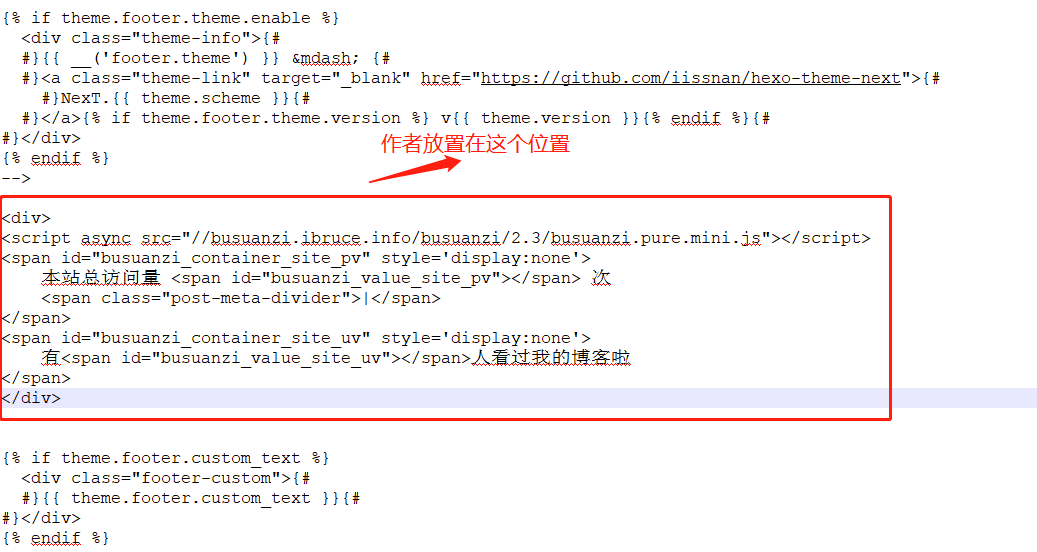 {% if theme.footer.theme.enable %}
  <div class="theme-info">{#
  #}{{ __('footer.theme') }} &mdash; {#
  #}<a class="theme-link" target="_blank" href="https://github.com/iissnan/hexo-theme-next">{#
    #}NexT.{{ theme.scheme }}{#
  #}</a>{% if theme.footer.theme.version %} v{{ theme.version }}{% endif %}{#
#}</div>
作者放置在这个位置
{% endif %}
-->
<div>
<script async src="//busuanzi.ibruce.info/busuanzi/2.3/busuanzi.pure.mini.js"></script>
<span id="busuanzi_container_site_pv" style='display:none'>
    本站总访问量 <span id="busuanzi_value_site_pv"></span> 次
    <span class="post-meta-divider">|</span>
</span>
<span id="busuanzi_container_site_uv" style='display:none'>
    有<span id="busuanzi_value_site_uv"></span>人看过我的博客啦
</span>
</div>
{% if theme.footer.custom_text %}
  <div class="footer-custom">{#
  #}{{ theme.footer.custom_text }}{#
#}</div>
{% endif %}